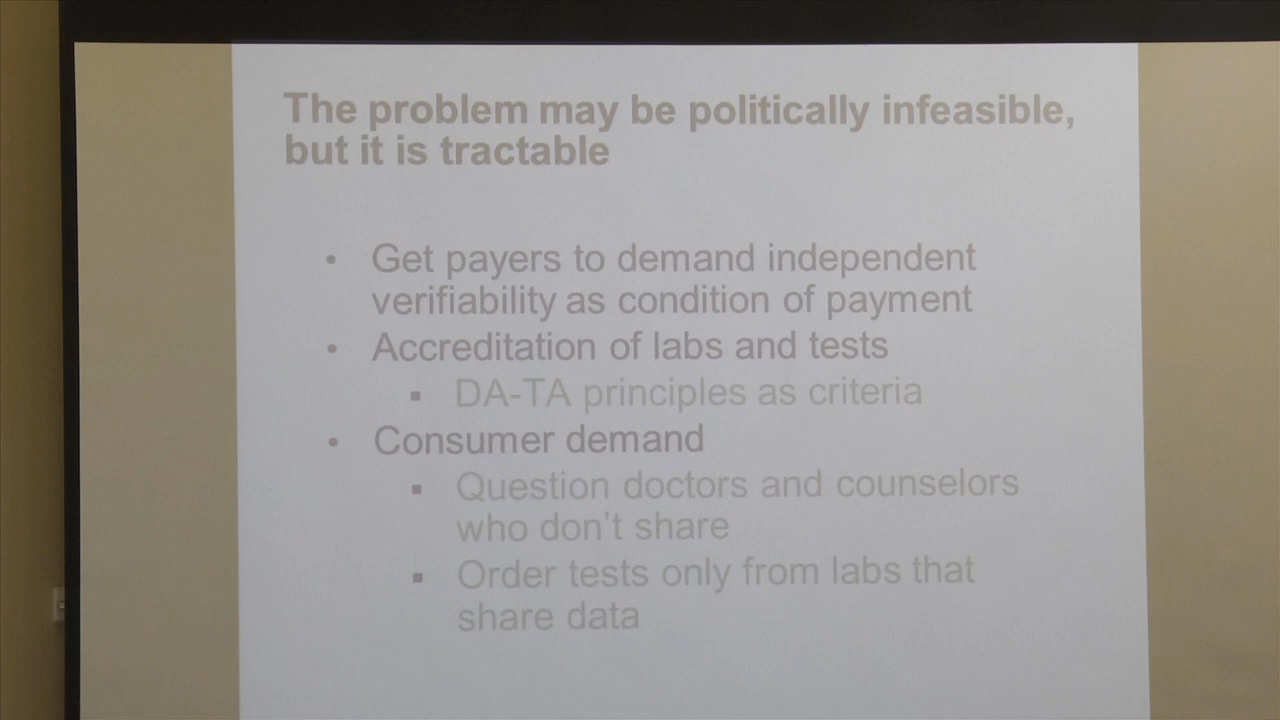 The problem may be politically infeasible,
but it is tractable
• Get payers to demand independent
verifiability as condition of payment
• Accreditation of labs and tests
▪ DA-TA principles as criteria
• Consumer demand
▪ Question doctors and counselors
who don't share
▪ Order tests only from labs that
share data